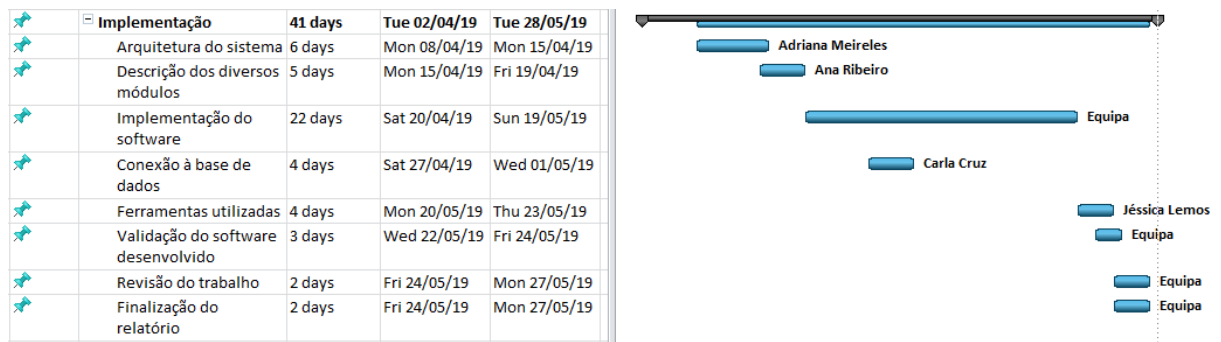 Implementação 41 days Tue 02/04/19 Tue 28/05/19
Arquitetura do sistema 6 days Mon 08/04/19 Mon 15/04/19 Adriana Meireles
Descrição dos diversos 5 days Mon 15/04/19 Fri 19/04/19 Ana Ribeiro
módulos
Implementação do 22 days Sat 20/04/19 Sun 19/05/19 Equipa
software
Conexão à base de 4 days Sat 27/04/19 Wed 01/05/19 Carla Cruz
dados
Ferramentas utilizadas 4 days Mon 20/05/19 Thu 23/05/19 Jéssica Lemos
Validação do software 3 days Wed 22/05/19 Fri 24/05/19 Equipa
desenvolvido
Revisão do trabalho 2 days Fri 24/05/19 Mon 27/05/19 Equipa
Finalização do 2 days Fri 24/05/19 Mon 27/05/19 Equipa
relatório